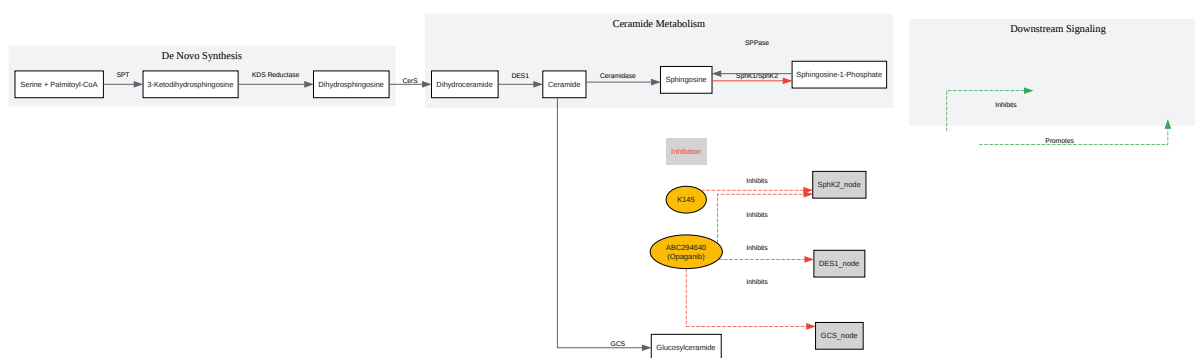 Ceramide Metabolism
Downstream Signaling
De Novo Synthesis
SPPase
SPT
KDS Reductase
CerS
DES1
Ceramidase
SphK1/SphK2
Serine + Palmitoyl-CoA
3-Ketodihydrosphingosine
Dihydrosphingosine
Dihydroceramide
Ceramide
Sphingosine
Sphingosine-1-Phosphate
Inhibits
Promotes
Inhibition
Inhibits
SphK2_node
K145
Inhibits
ABC294640
(Opaganib)
Inhibits
DES1_node
Inhibits
GCS_node
GCS
Glucosylceramide